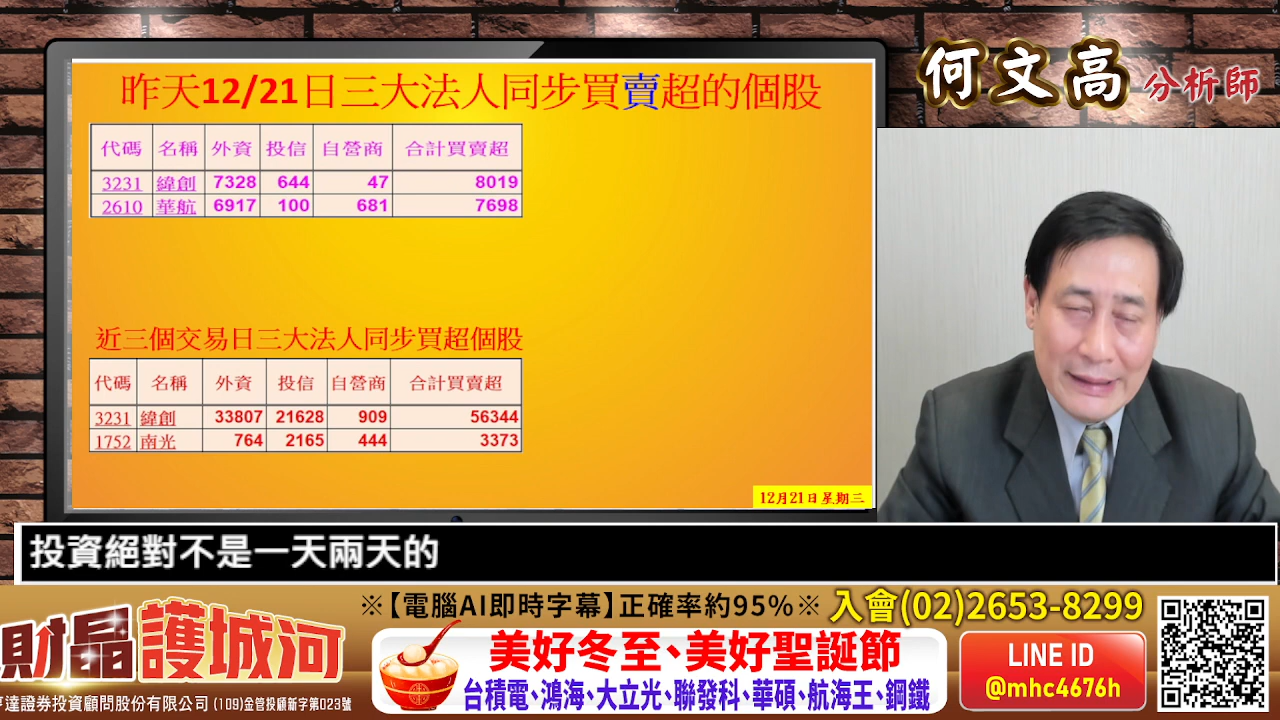 何文高 分析師
昨天12/21日三大法人同步買賣超的個股
代碼 名稱 外資 投信 自營商 合計買賣超
3231 緯創 7328 644 47 8019
2610 華航 6917 100 681 7698
近三個交易日三大法人同步買超個股
代碼 名稱 外資 投信 自營商 合計買賣超
3231 緯創 33807 21628 909 56344
1752 南光 764 2165 444 3373
12月21日星期三
投資絕對不是一天兩天的
※【電腦AI即時字幕】正確率約95%※ 入會(02)2653-8299
財晶護城河
美好冬至、美好聖誕節
台積電、鴻海、大立光、聯發科、華碩、航海王、鋼鐵
LINE ID
@mhc4676h
達證券投資顧問股份有限公司 (109)金管投顧新字第023號